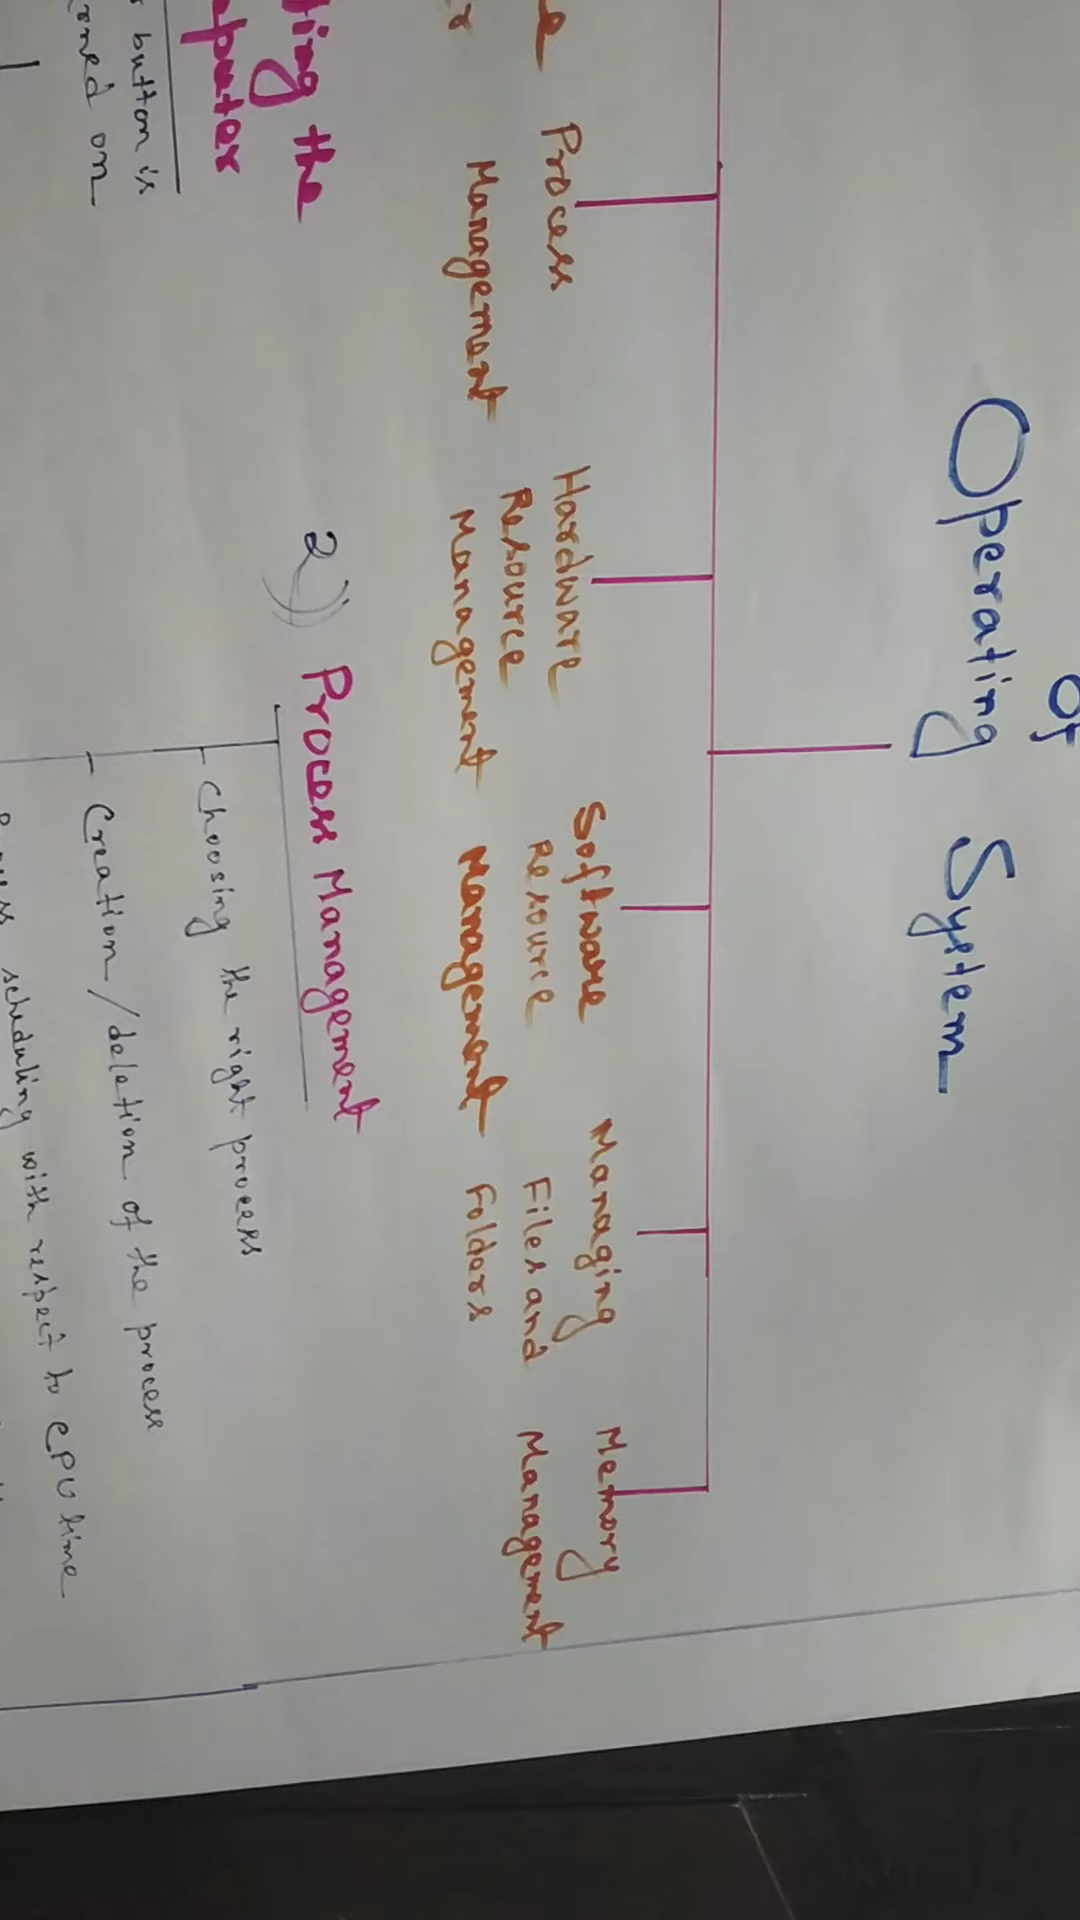 Of
Operating System
Process
Management
Hardware
Resource
Management
Software
Resource
Management
Managing
Files and
Folders
Memory
Management
the
button is
on
2) Process Management
Choosing the right process
Creation/deletion of the process
scheduling with respect to CPU time